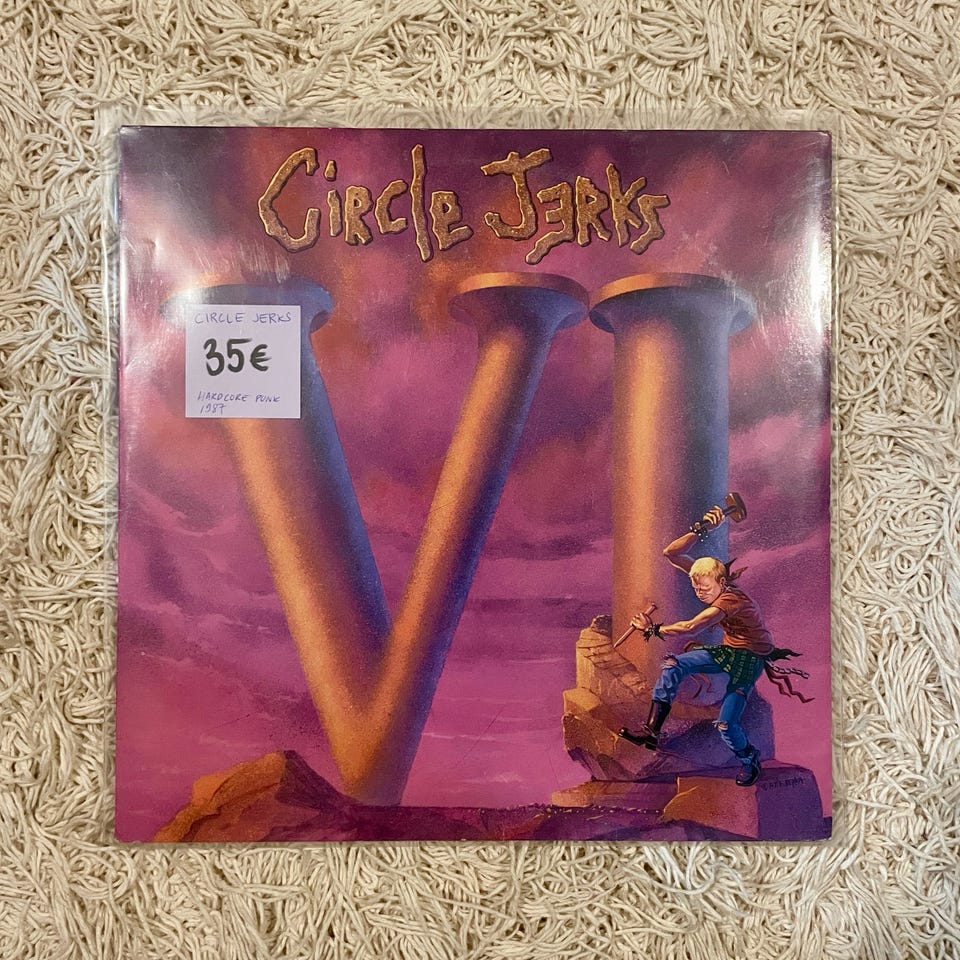 Circle Jerks
VI
CIRCLE JERKS
35€
HARDCORE PUNK
1987